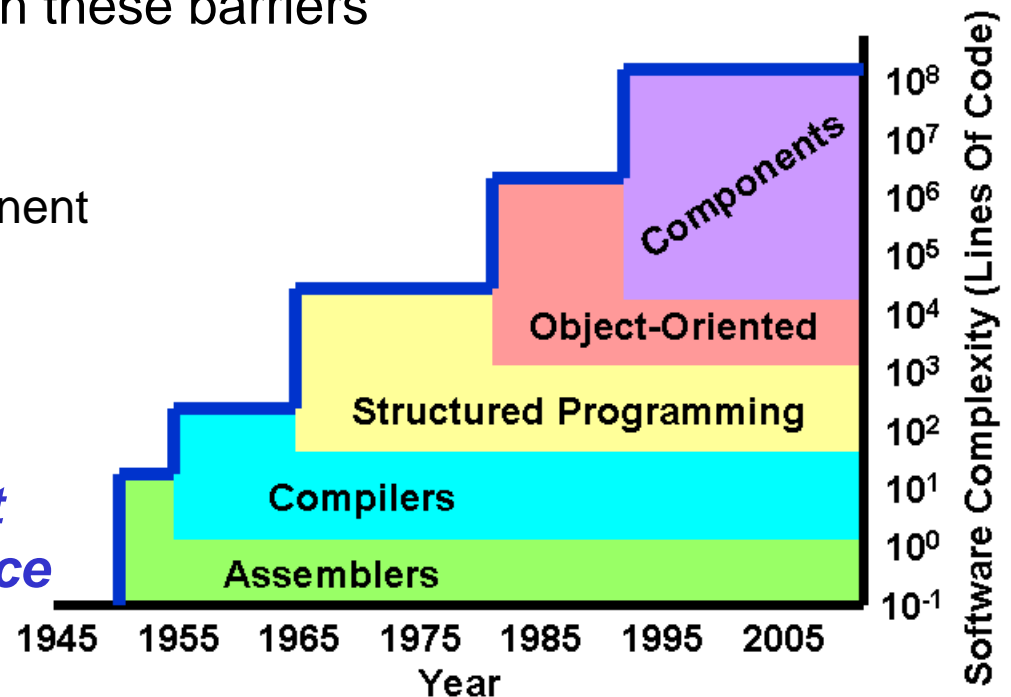 n these barriers
nent
t
ce
Components
Object-Oriented
Structured Programming
Compilers
Assemblers
10⁸
10⁷
10⁶
10⁵
10⁴
10³
10²
10¹
10⁰
10⁻¹
Software Complexity (Lines Of Code)
1945 1955 1965 1975 1985 1995 2005
Year